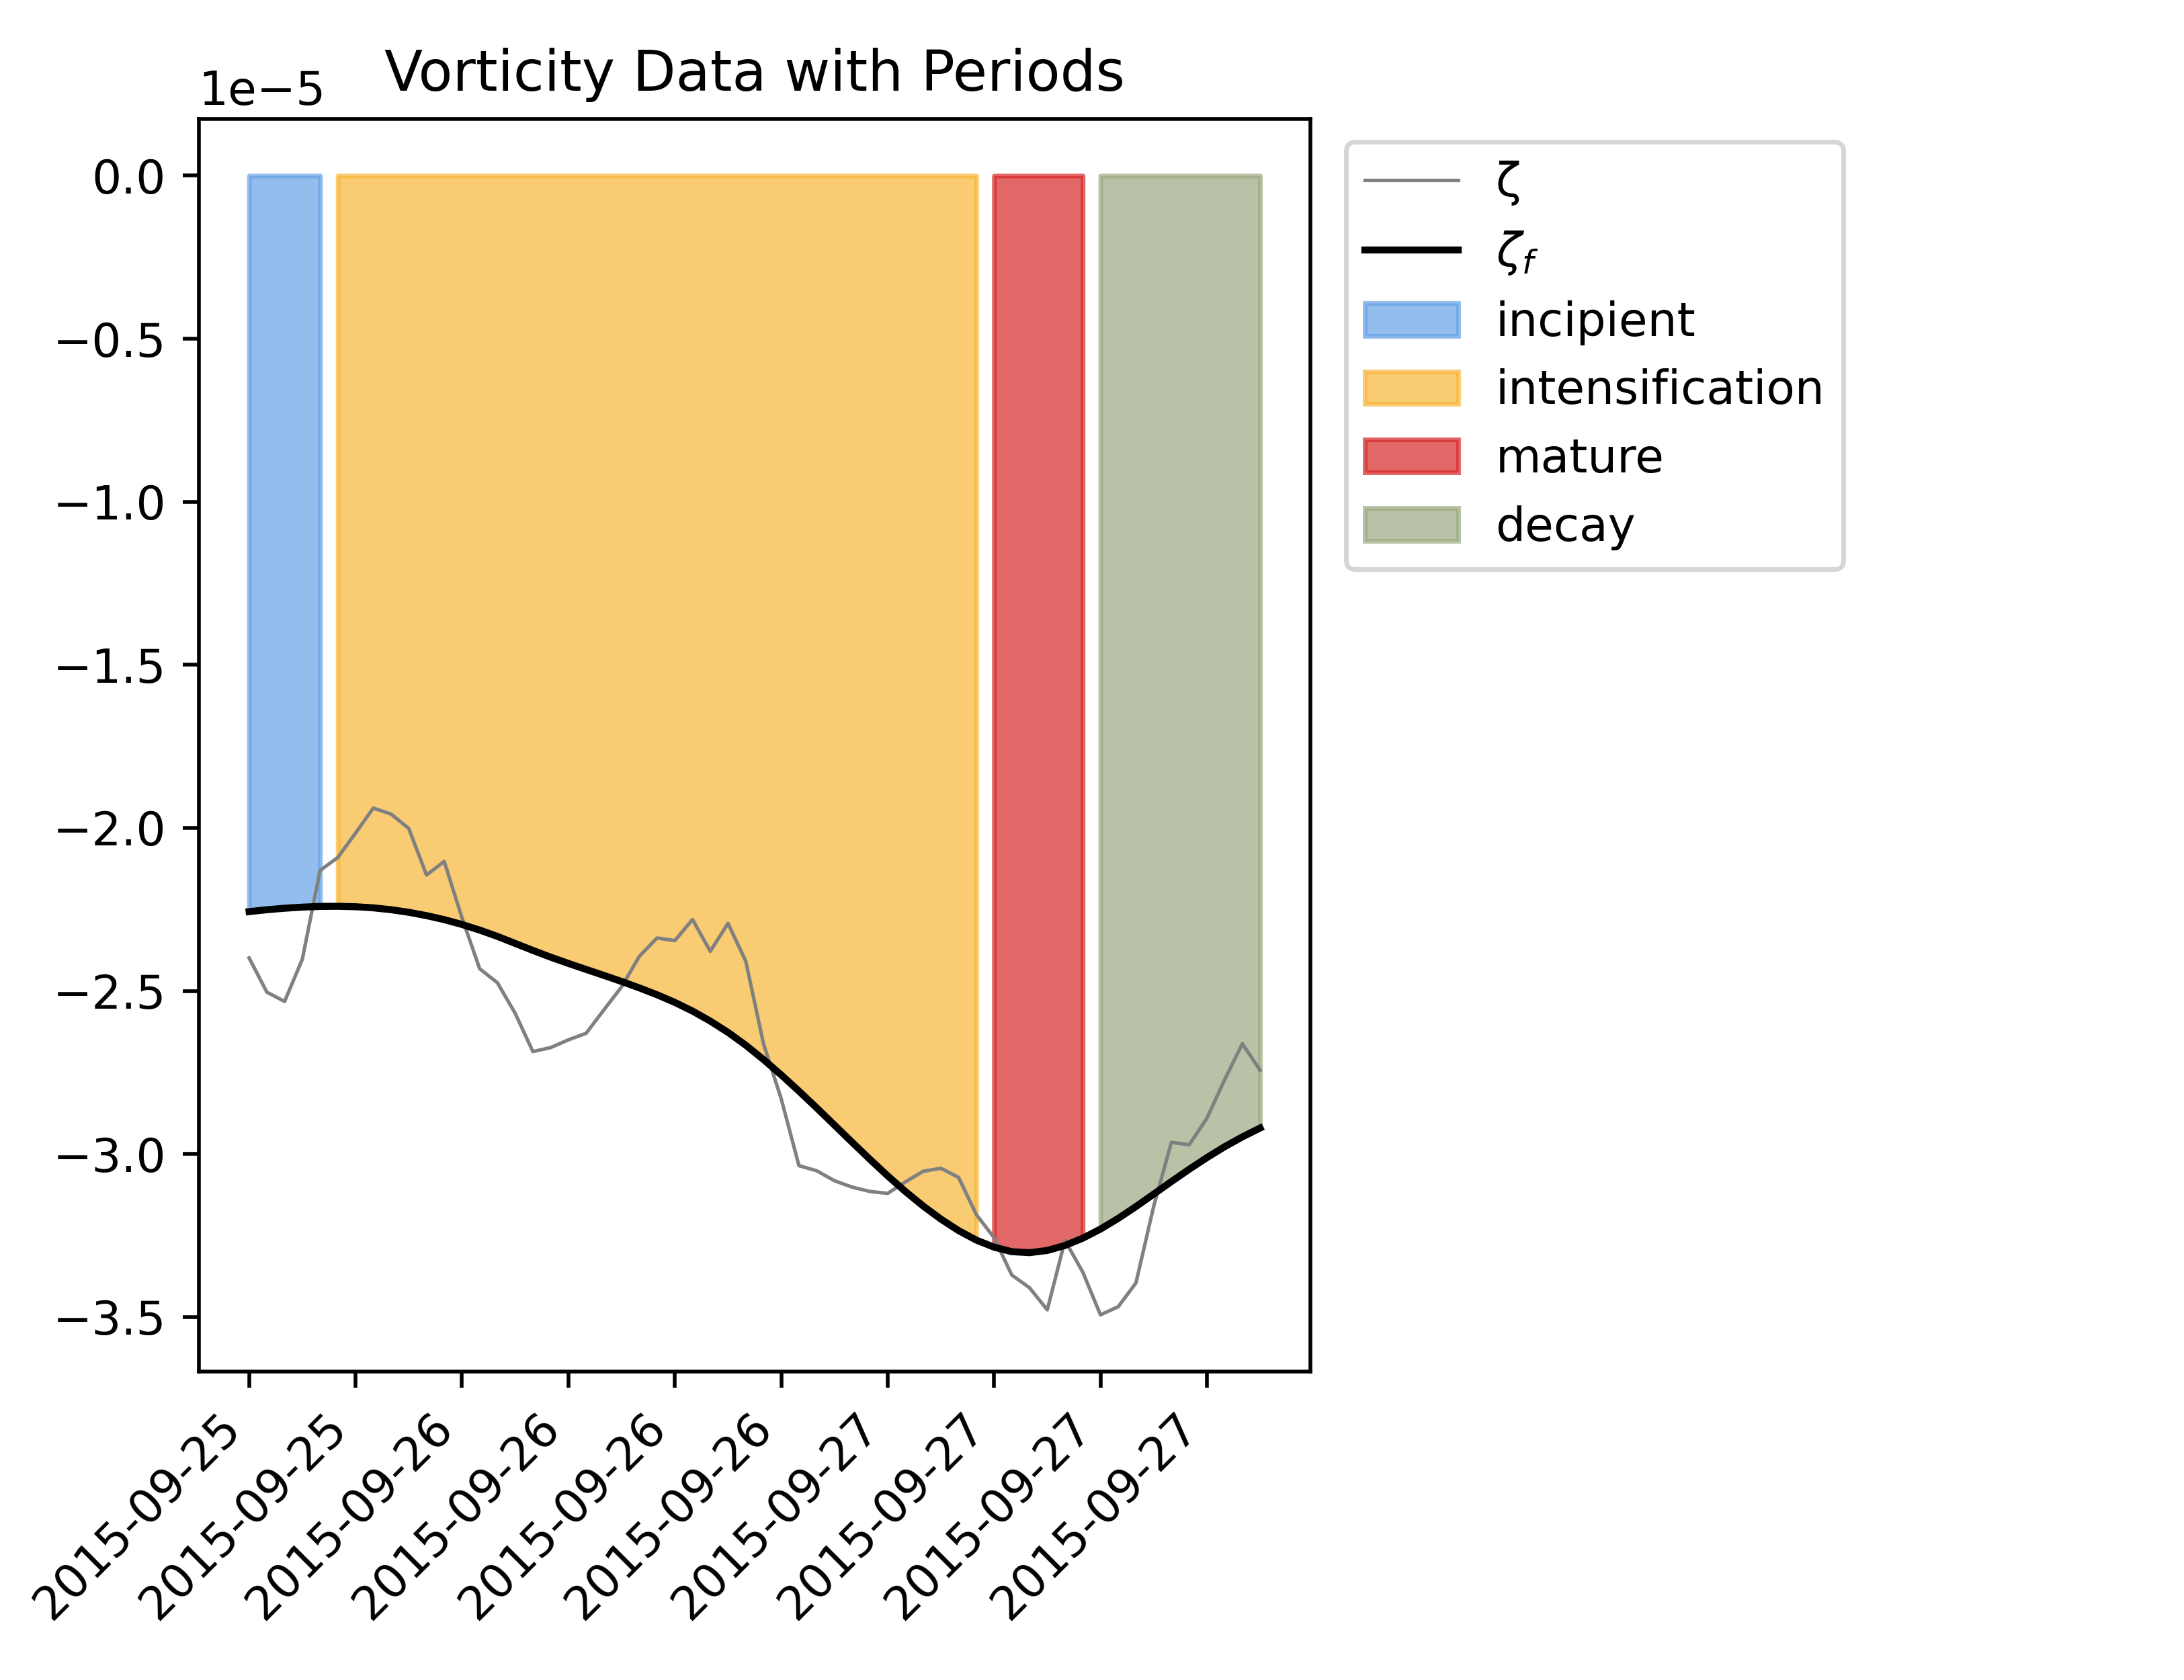 Vorticity Data with Periods
1e−5
0.0
−0.5
−1.0
−1.5
−2.0
−2.5
−3.0
−3.5
2015-09-25
2015-09-25
2015-09-26
2015-09-26
2015-09-26
2015-09-26
2015-09-27
2015-09-27
2015-09-27
2015-09-27
ζ
ζf
incipient
intensification
mature
decay